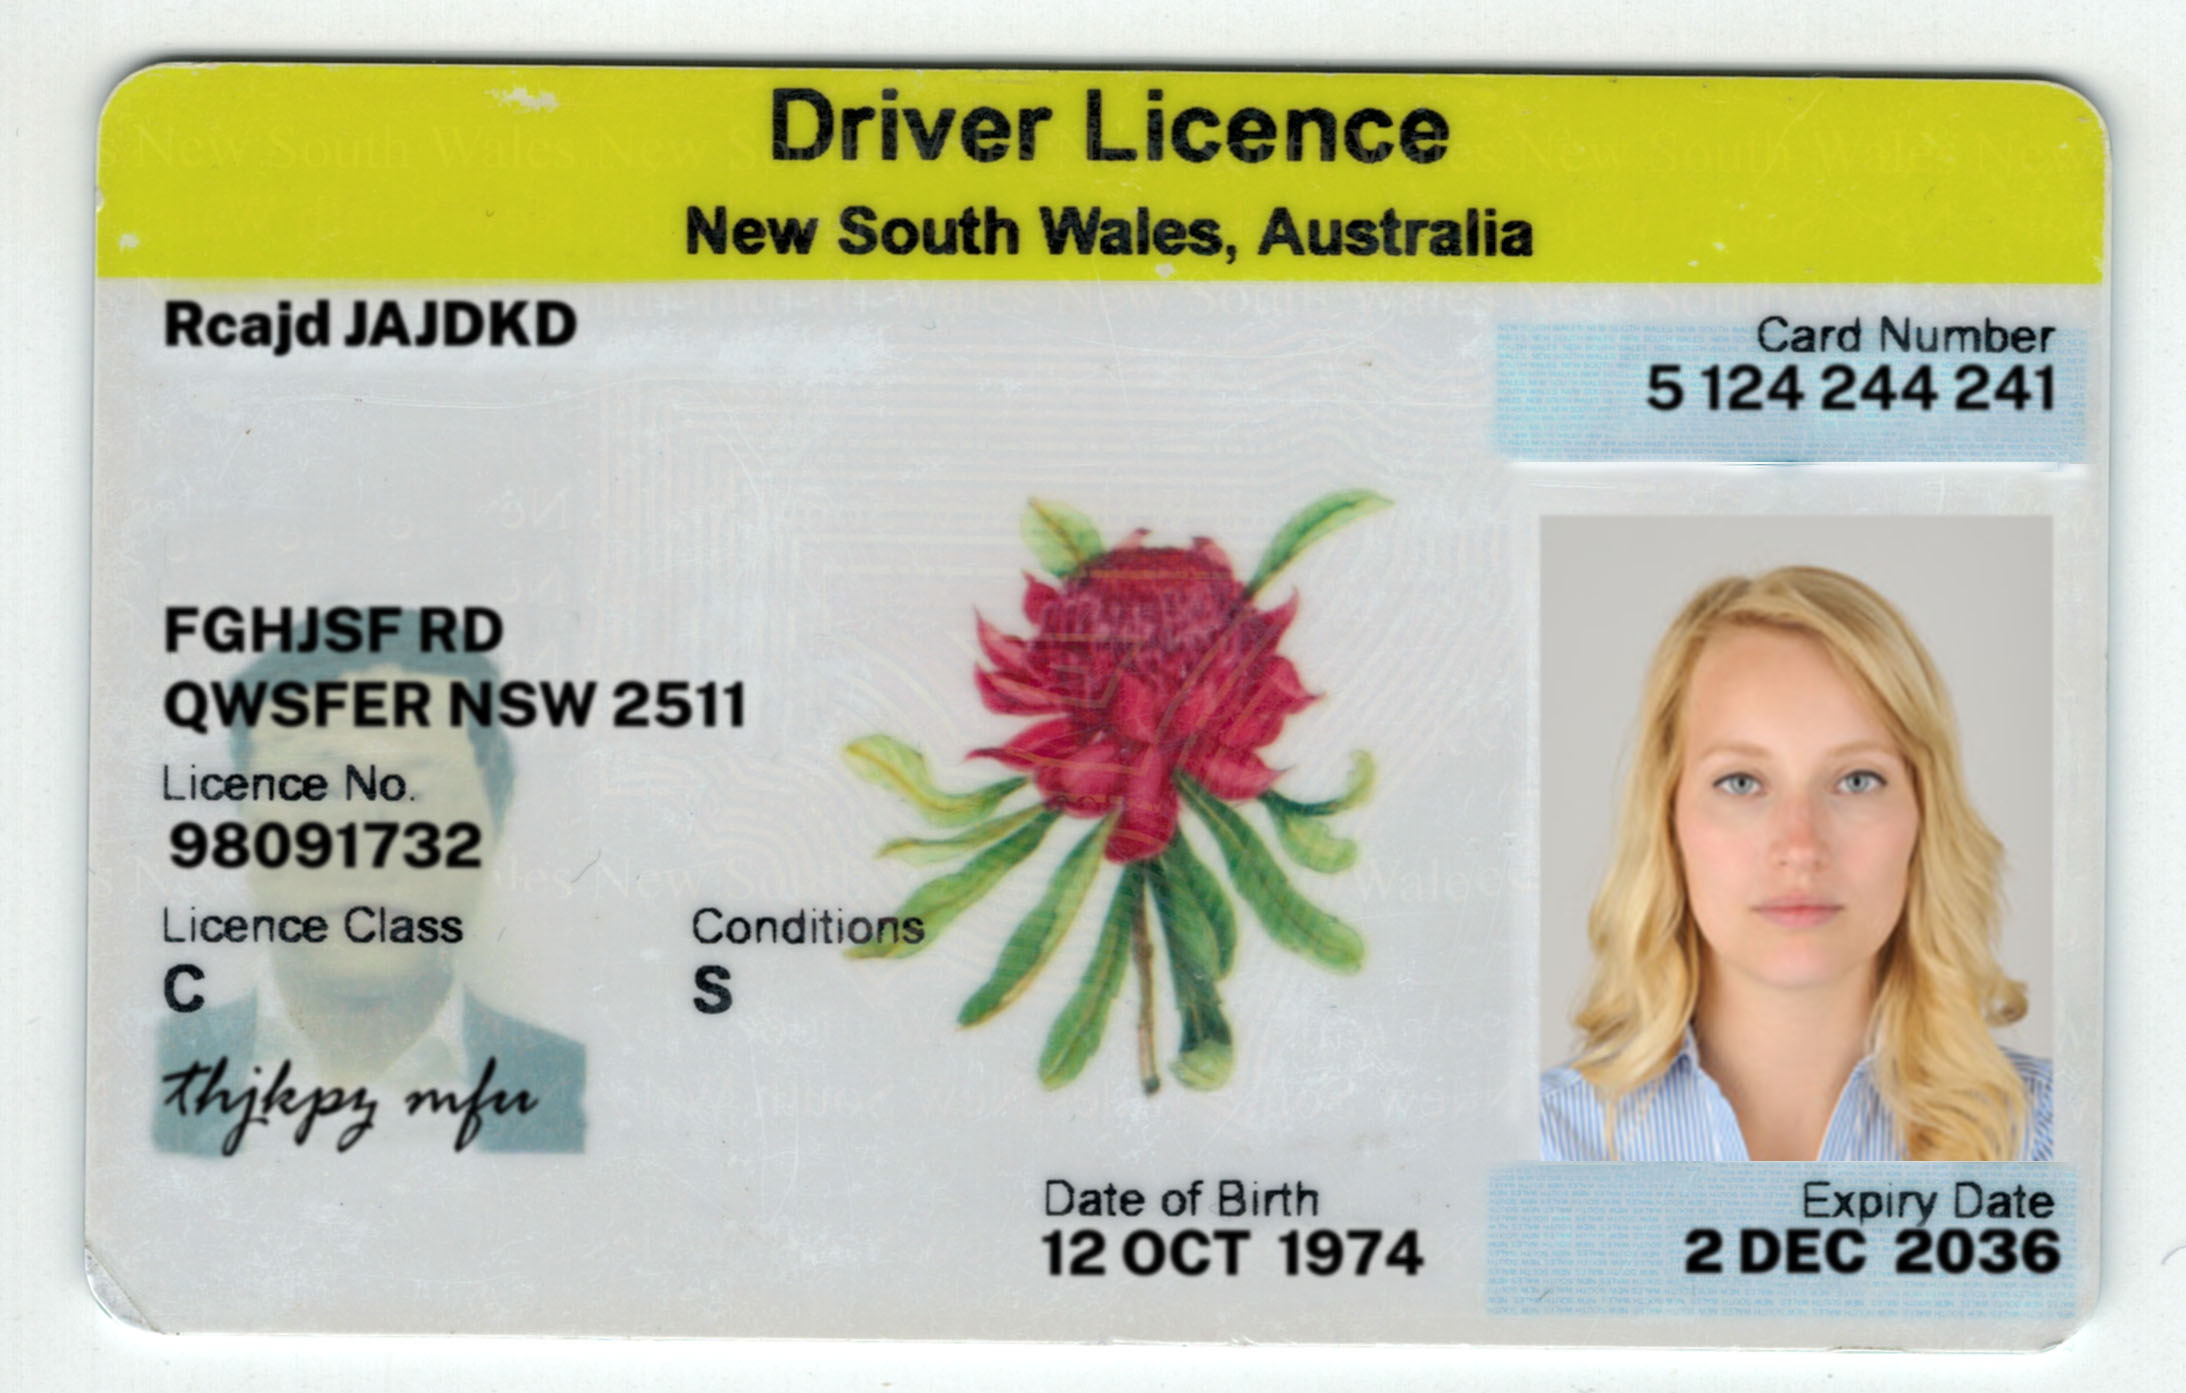 Driver Licence
New South Wales, Australia
Rcajd JAJDKD
Card Number
5 124 244 241
FGHJSF RD
QWSFER NSW 2511
Licence No.
98091732
Licence Class
C
Conditions
S
thjkpz mfu
Date of Birth
12 OCT 1974
Expiry Date
2 DEC 2036